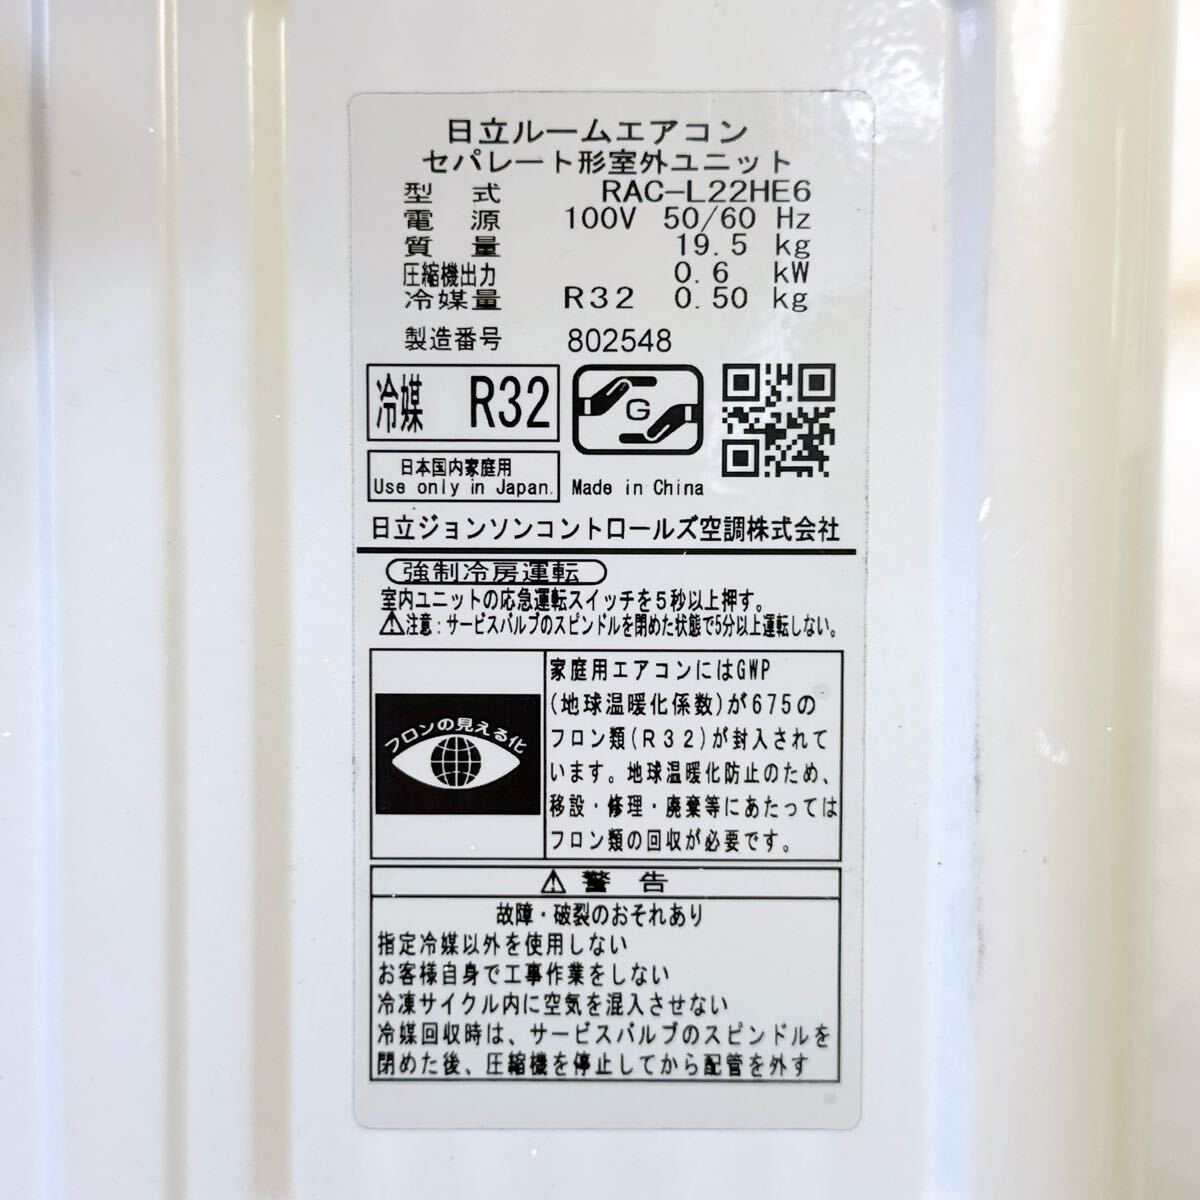 日立ルームエアコン
セパレート形室外ユニット
型 式 RAC-L22HE6
電 源 100V 50/60 Hz
質 量 19.5 kg
圧縮機出力 0.6 kW
冷媒量 R32 0.50 kg
製造番号 802548
冷媒 R32
G
日本国内家庭用
Use only in Japan.
Made in China
日立ジョンソンコントロールズ空調株式会社
強制冷房運転
室内ユニットの応急運転スイッチを5秒以上押す。
⚠注意：サービスバルブのスピンドルを閉めた状態で5分以上運転しない。
フロンの見える化
家庭用エアコンにはGWP
(地球温暖化係数)が675の
フロン類(R32)が封入されて
います。地球温暖化防止のため、
移設・修理・廃棄等にあたっては
フロン類の回収が必要です。
⚠ 警 告
故障・破裂のおそれあり
指定冷媒以外を使用しない
お客様自身で工事作業をしない
冷凍サイクル内に空気を混入させない
冷媒回収時は、サービスバルブのスピンドルを
閉めた後、圧縮機を停止してから配管を外す